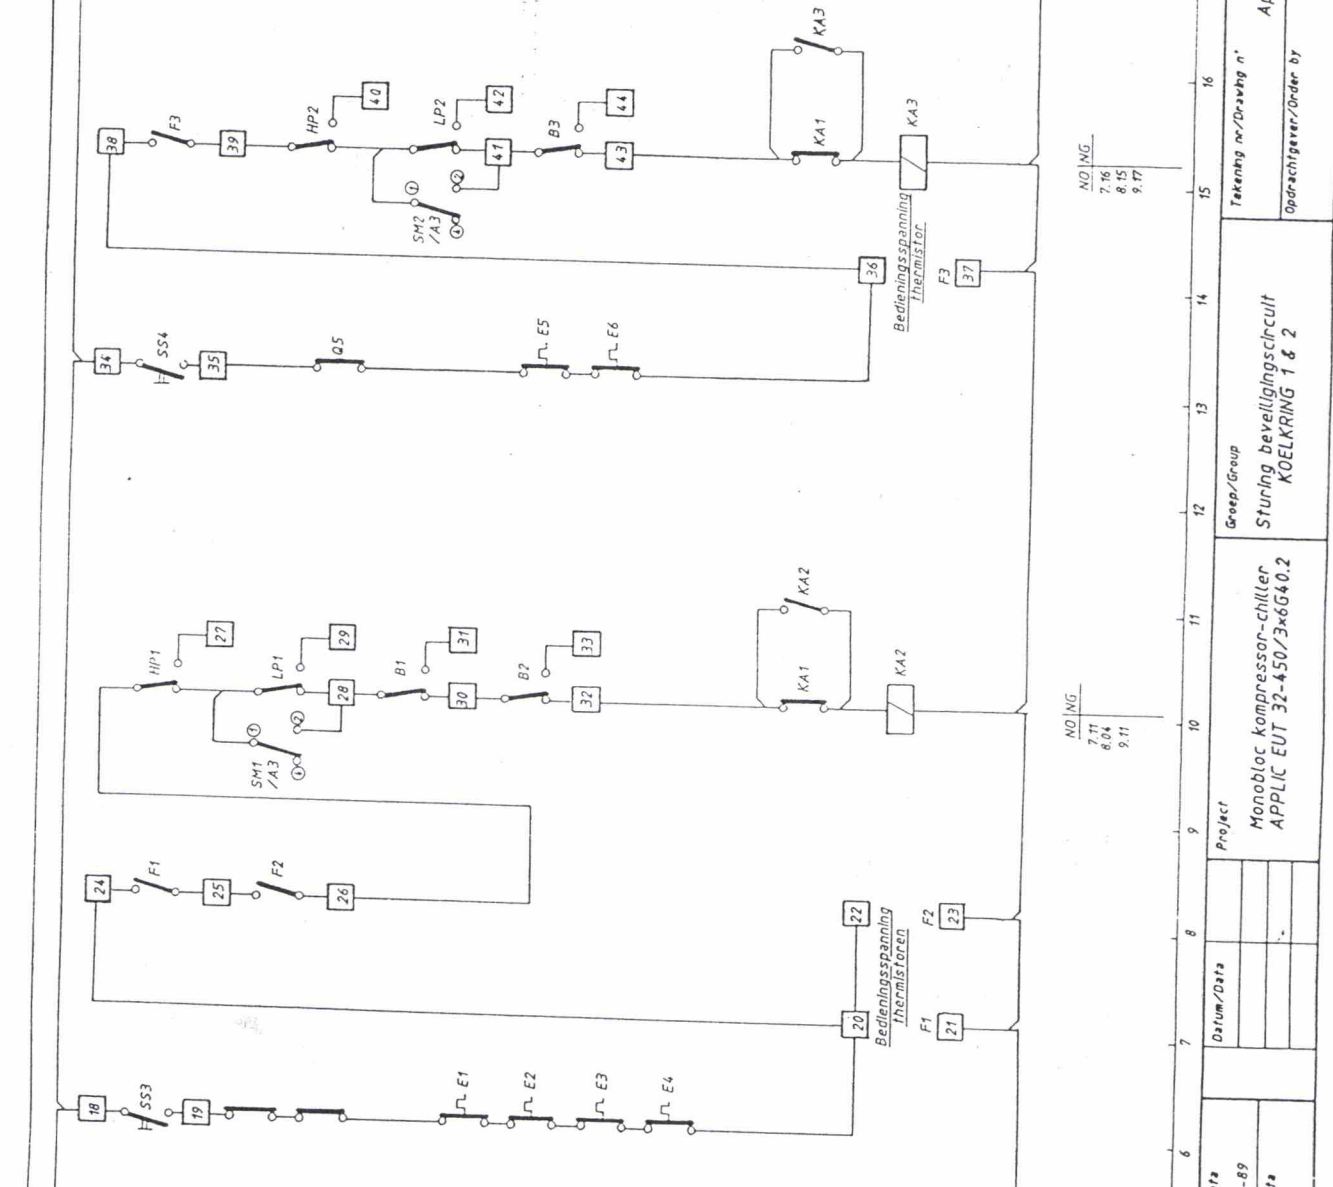 18
SS3
19
E1
E2
E3
E4
20
22
Bedieningsspanning
thermistoren
F1
21
F2
23
24
F1
25
F2
26
HP1
27
LP1
29
SM1
/A3
1
2
4
28
B1
31
30
B2
33
32
KA1
KA2
KA2
NO NG
7.11
8.04
9.11
34
SS4
35
Q5
E5
E6
36
Bedieningsspanning
thermistor
F3
37
38
F3
39
HP2
40
LP2
42
SM2
/A3
1
2
4
41
B3
44
43
KA1
KA3
KA3
NO NG
7.16
8.15
9.17
6 7 8 9 10 11 12 13 14 15 16
-89
Datum/Data
Project
Monobloc kompressor-chiller
APPLIC EUT 32-450/3x6G40.2
Groep/Group
Sturing beveiligingscircuit
KOELKRING 1 & 2
Tekening nr/Drawing n°
Opdrachtgever/Order by